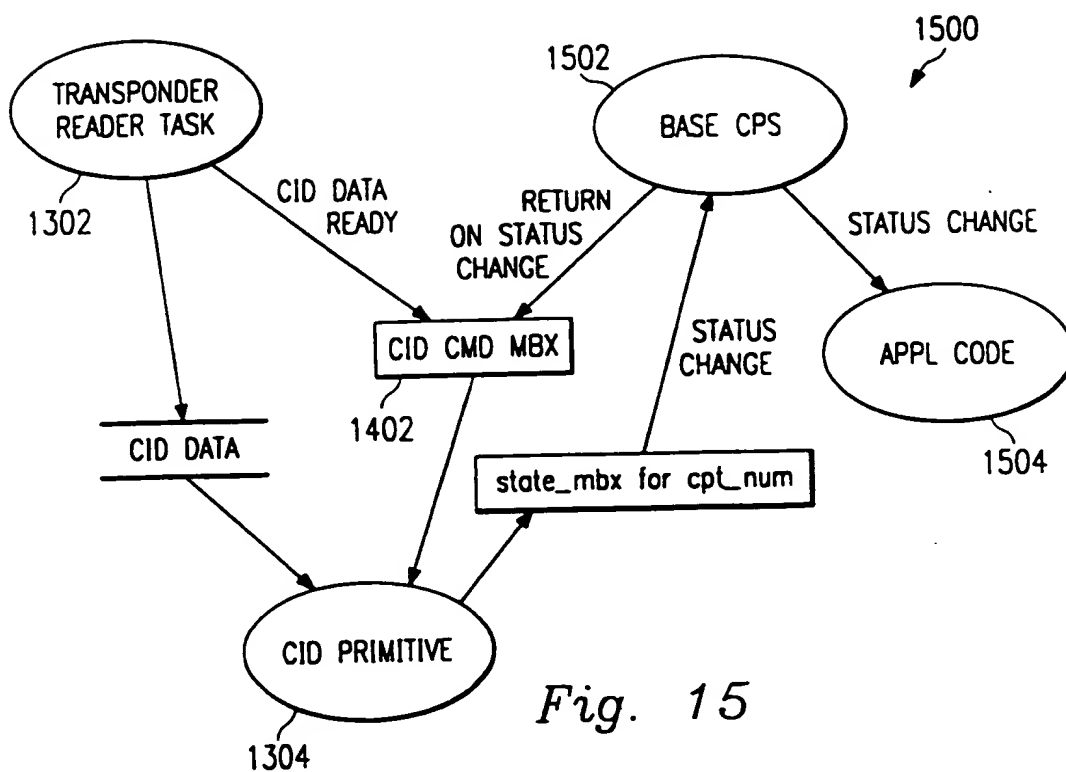 1500
1502
TRANSPONDER
READER TASK
BASE CPS
1302
CID DATA
READY
RETURN
ON STATUS
CHANGE
STATUS CHANGE
CID CMD MBX
STATUS
CHANGE
APPL CODE
1402
CID DATA
1504
state_mbx for cpt_num
CID PRIMITIVE
Fig. 15
1304